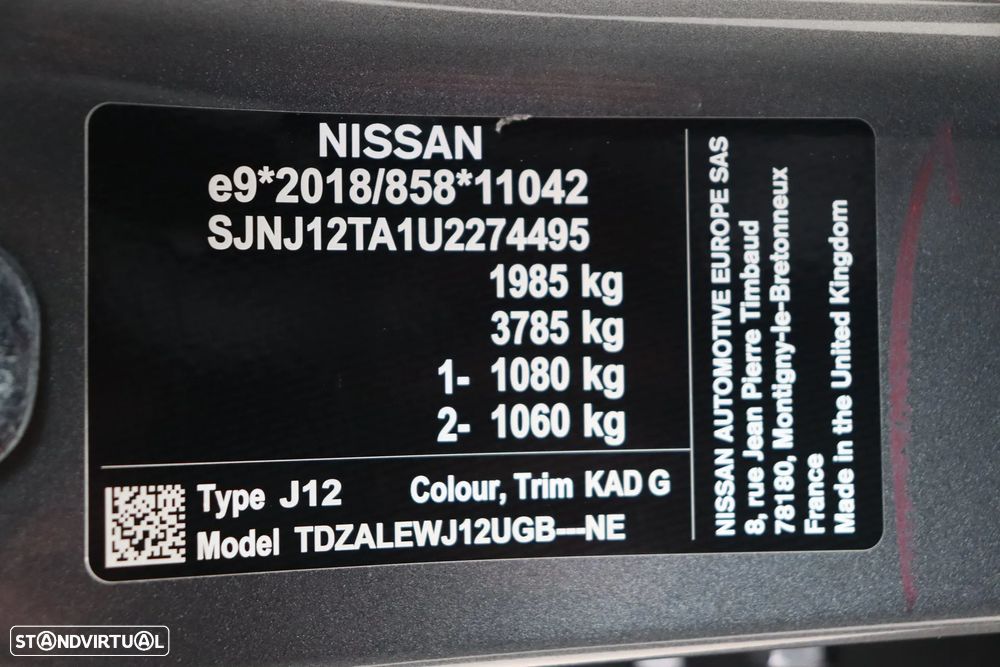 NISSAN
e9*2018/858*11042
SJNJ12TA1U2274495
1985 kg
3785 kg
1- 1080 kg
2- 1060 kg
Type J12 Colour, Trim KAD G
Model TDZALEWJ12UGB---NE
NISSAN AUTOMOTIVE EUROPE SAS
8, rue Jean Pierre Timbaud
78180, Montigny-le-Bretonneux
France
Made in the United Kingdom
STANDVIRTUAL